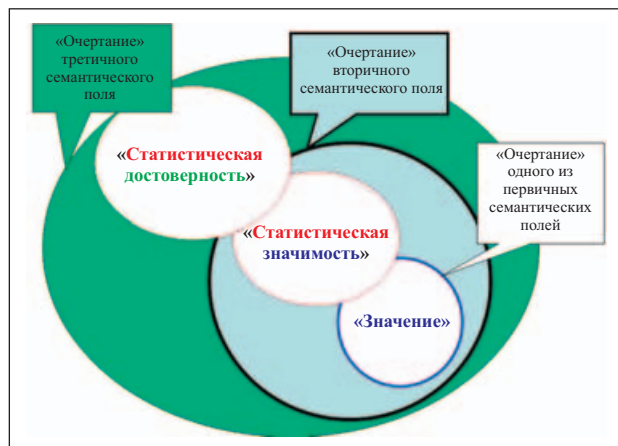 «Очертание»
третичного
семантического
поля
«Очертание»
вторичного
семантического поля
«Очертание»
одного из
первичных
семантических
полей
«Статистическая
достоверность»
«Статистическая
значимость»
«Значение»